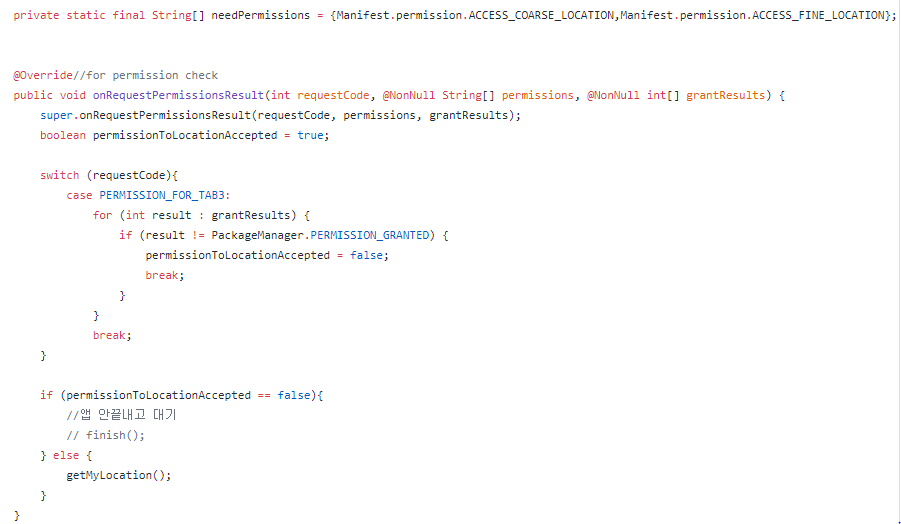 private static final String[] needPermissions = {Manifest.permission.ACCESS_COARSE_LOCATION,Manifest.permission.ACCESS_FINE_LOCATION};
@Override//for permission check
public void onRequestPermissionsResult(int requestCode, @NonNull String[] permissions, @NonNull int[] grantResults) {
super.onRequestPermissionsResult(requestCode, permissions, grantResults);
boolean permissionToLocationAccepted = true;
switch (requestCode){
case PERMISSION_FOR_TAB3:
for (int result : grantResults) {
if (result != PackageManager.PERMISSION_GRANTED) {
permissionToLocationAccepted = false;
break;
}
}
break;
}
if (permissionToLocationAccepted == false){
//앱 안끝내고 대기
// finish();
} else {
getMyLocation();
}
}